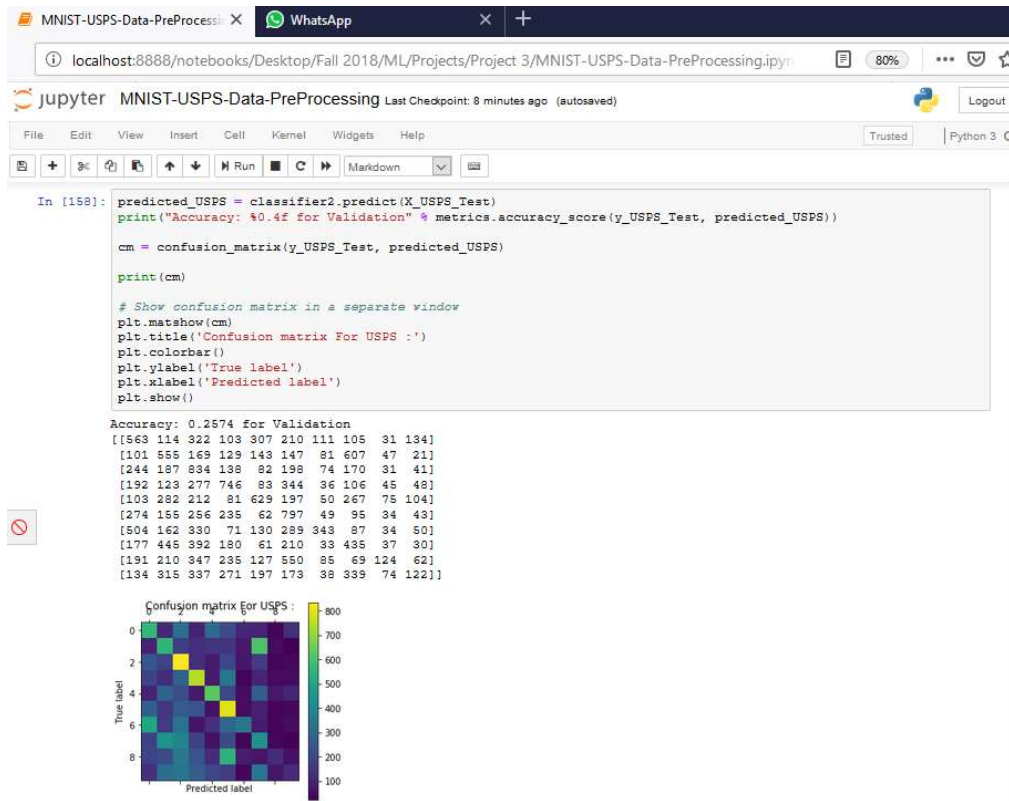 MNIST-USPS-Data-PreProcessi
WhatsApp
localhost:8888/notebooks/Desktop/Fall 2018/ML/Projects/Project 3/MNIST-USPS-Data-PreProcessing.ipyn
80%
jupyter MNIST-USPS-Data-PreProcessing Last Checkpoint: 8 minutes ago (autosaved)
Logout
File Edit View Insert Cell Kernel Widgets Help
Trusted
Python 3
Run
Markdown
In [158]: predicted_USPS = classifier2.predict(X_USPS_Test)
print("Accuracy: %0.4f for Validation" % metrics.accuracy_score(y_USPS_Test, predicted_USPS))
cm = confusion_matrix(y_USPS_Test, predicted_USPS)
print(cm)
# Show confusion matrix in a separate window
plt.matshow(cm)
plt.title('Confusion matrix For USPS :')
plt.colorbar()
plt.ylabel('True label')
plt.xlabel('Predicted label')
plt.show()
Accuracy: 0.2574 for Validation
[[563 114 322 103 307 210 111 105 31 134]
[101 555 169 129 143 147 81 607 47 21]
[244 187 834 138 82 198 74 170 31 41]
[192 123 277 746 83 344 36 106 45 48]
[103 282 212 81 629 197 50 267 75 104]
[274 155 256 235 62 797 49 95 34 43]
[504 162 330 71 130 289 343 87 34 50]
[177 445 392 180 61 210 33 435 37 30]
[191 210 347 235 127 550 85 69 124 62]
[134 315 337 271 197 173 38 339 74 122]]
Confusion matrix For USPS :
0 2 4 6 8
0
2
4
6
8
True label
Predicted label
800
700
600
500
400
300
200
100